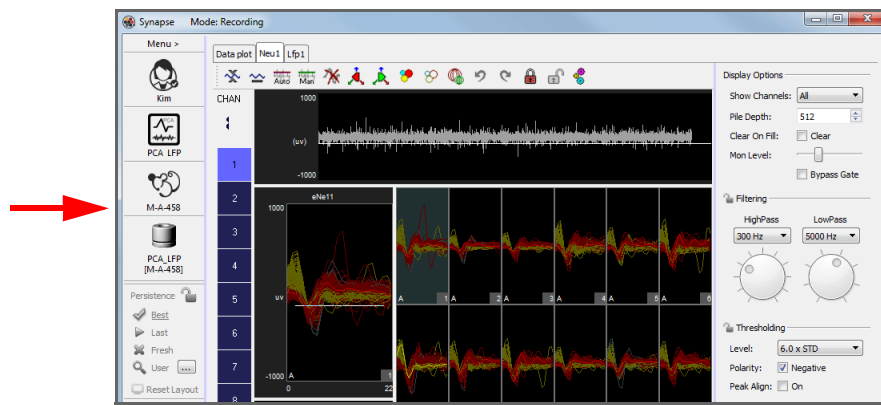 Synapse Mode: Recording
Menu >
Kim
PCA
PCA LFP
M-A-458
PCA_LFP
[M-A-458]
Persistence
Best
Last
Fresh
User ...
Reset Layout
Data plot Neu1 Lfp1
Auto Man
CHAN
1
2
3
4
5
6
7
8
1000
(uv)
-1000
eNe11
1000
uv
-1000 A 1
0 22
A 1 A 2 A 3 A 4 A 5 A 6
Display Options
Show Channels: All
Pile Depth: 512
Clear On Fill: Clear
Mon Level:
Bypass Gate
Filtering
HighPass LowPass
300 Hz 5000 Hz
Thresholding
Level: 6.0 x STD
Polarity: Negative
Peak Align: On